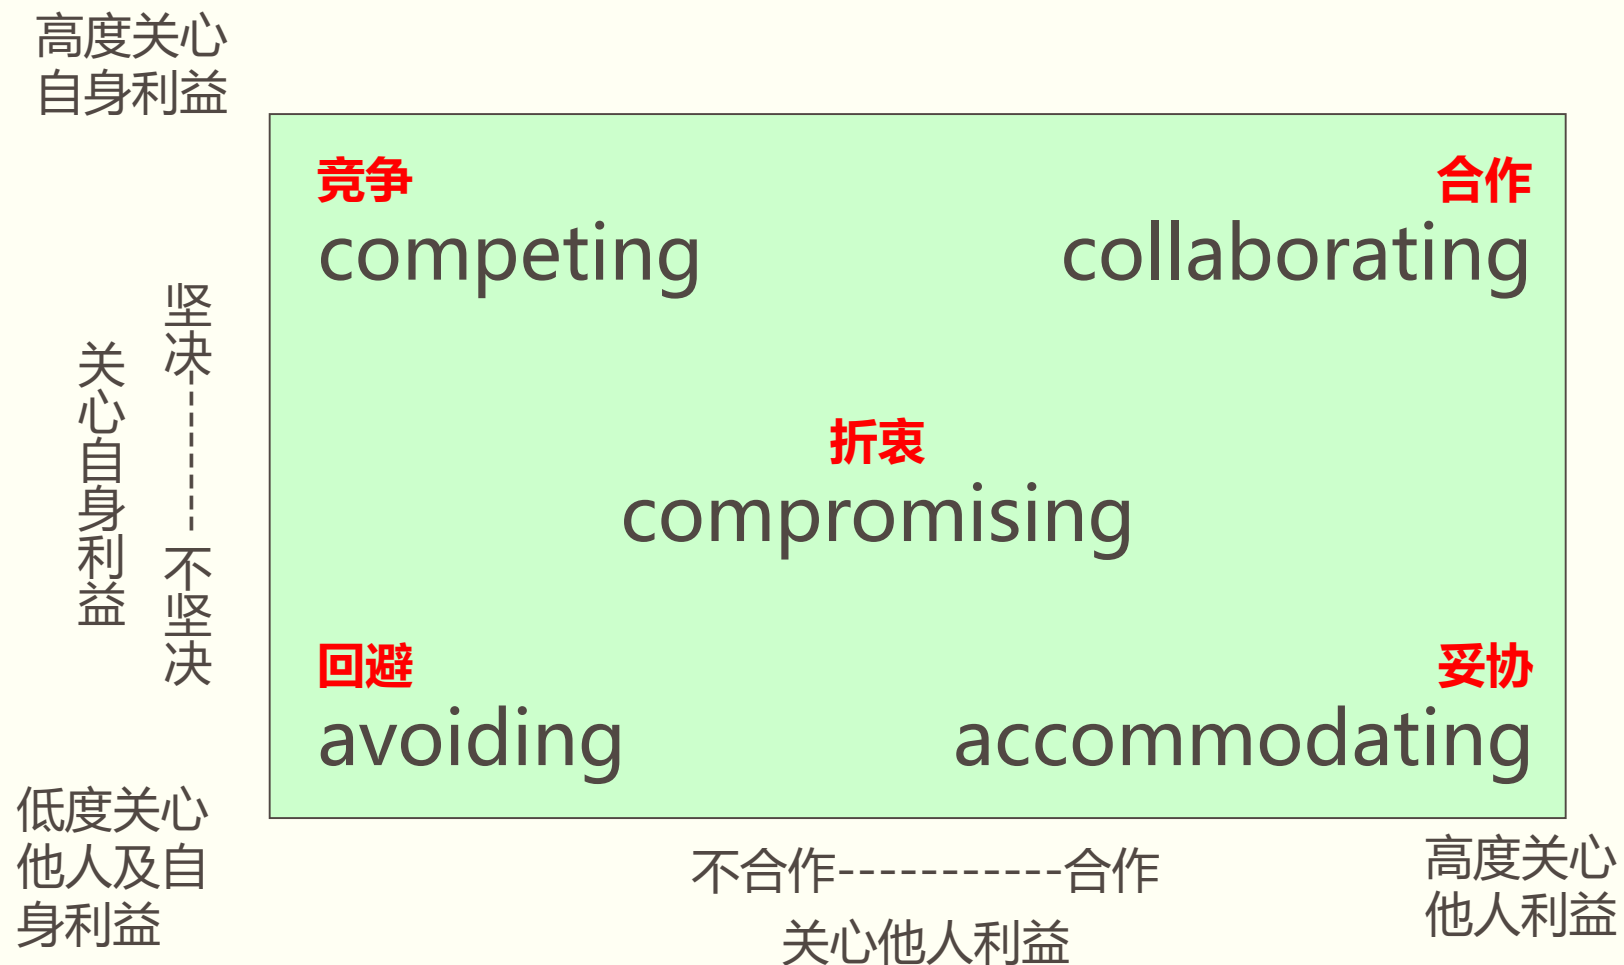 高度关心
自身利益
竞争
competing
合作
collaborating
关心自身利益
坚决--------不坚决
折衷
compromising
回避
avoiding
妥协
accommodating
低度关心
他人及自
身利益
不合作-----------合作
关心他人利益
高度关心
他人利益